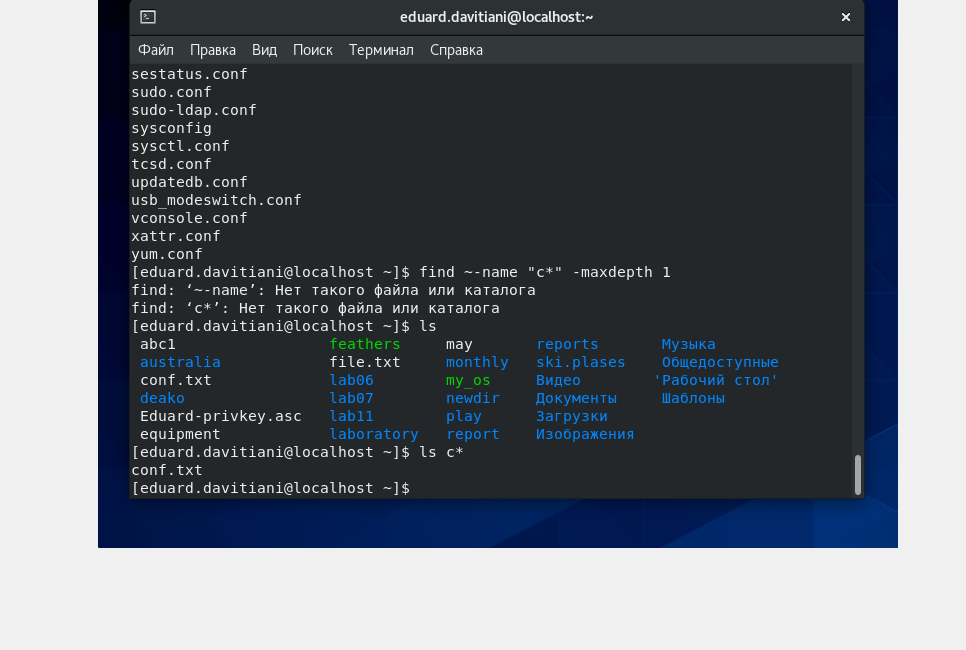 eduard.davitiani@localhost:~
Файл Правка Вид Поиск Терминал Справка
sestatus.conf
sudo.conf
sudo-ldap.conf
sysconfig
sysctl.conf
tcsd.conf
updatedb.conf
usb_modeswitch.conf
vconsole.conf
xattr.conf
yum.conf
[eduard.davitiani@localhost ~]$ find ~-name "c*" -maxdepth 1
find: ‘~-name’: Нет такого файла или каталога
find: ‘c*’: Нет такого файла или каталога
[eduard.davitiani@localhost ~]$ ls
abc1 feathers may reports Музыка
australia file.txt monthly ski.plases Общедоступные
conf.txt lab06 my_os Видео 'Рабочий стол'
deako lab07 newdir Документы Шаблоны
Eduard-privkey.asc lab11 play Загрузки
equipment laboratory report Изображения
[eduard.davitiani@localhost ~]$ ls c*
conf.txt
[eduard.davitiani@localhost ~]$